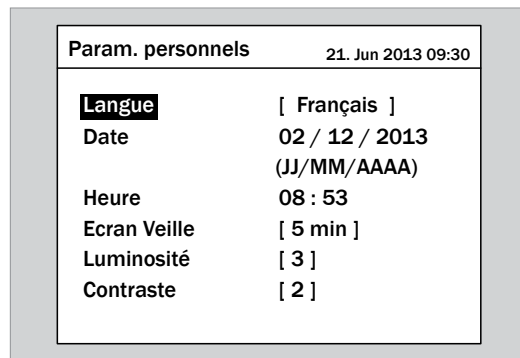 Param. personnels 21. Jun 2013 09:30
Langue [ Français ]
Date 02 / 12 / 2013
(JJ/MM/AAAA)
Heure 08 : 53
Ecran Veille [ 5 min ]
Luminosité [ 3 ]
Contraste [ 2 ]